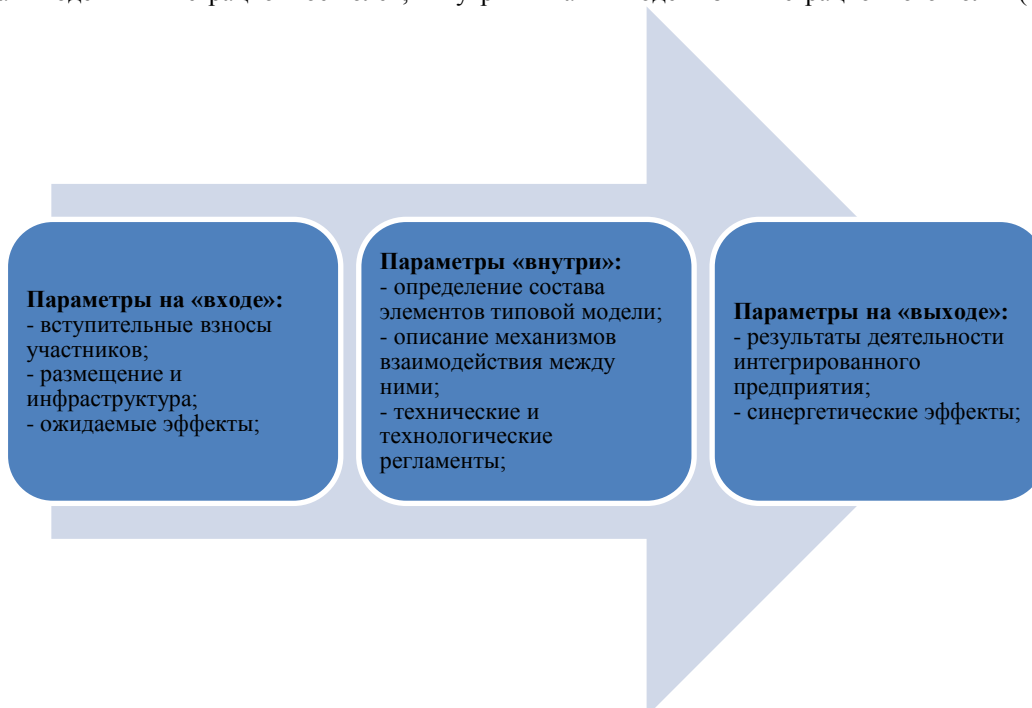 Параметры на «входе»:
- вступительные взносы
участников;
- размещение и
инфраструктура;
- ожидаемые эффекты;
Параметры «внутри»:
- определение состава
элементов типовой модели;
- описание механизмов
взаимодействия между
ними;
- технические и
технологические
регламенты;
Параметры на «выходе»:
- результаты деятельности
интегрированного
предприятия;
- синергетические эффекты;